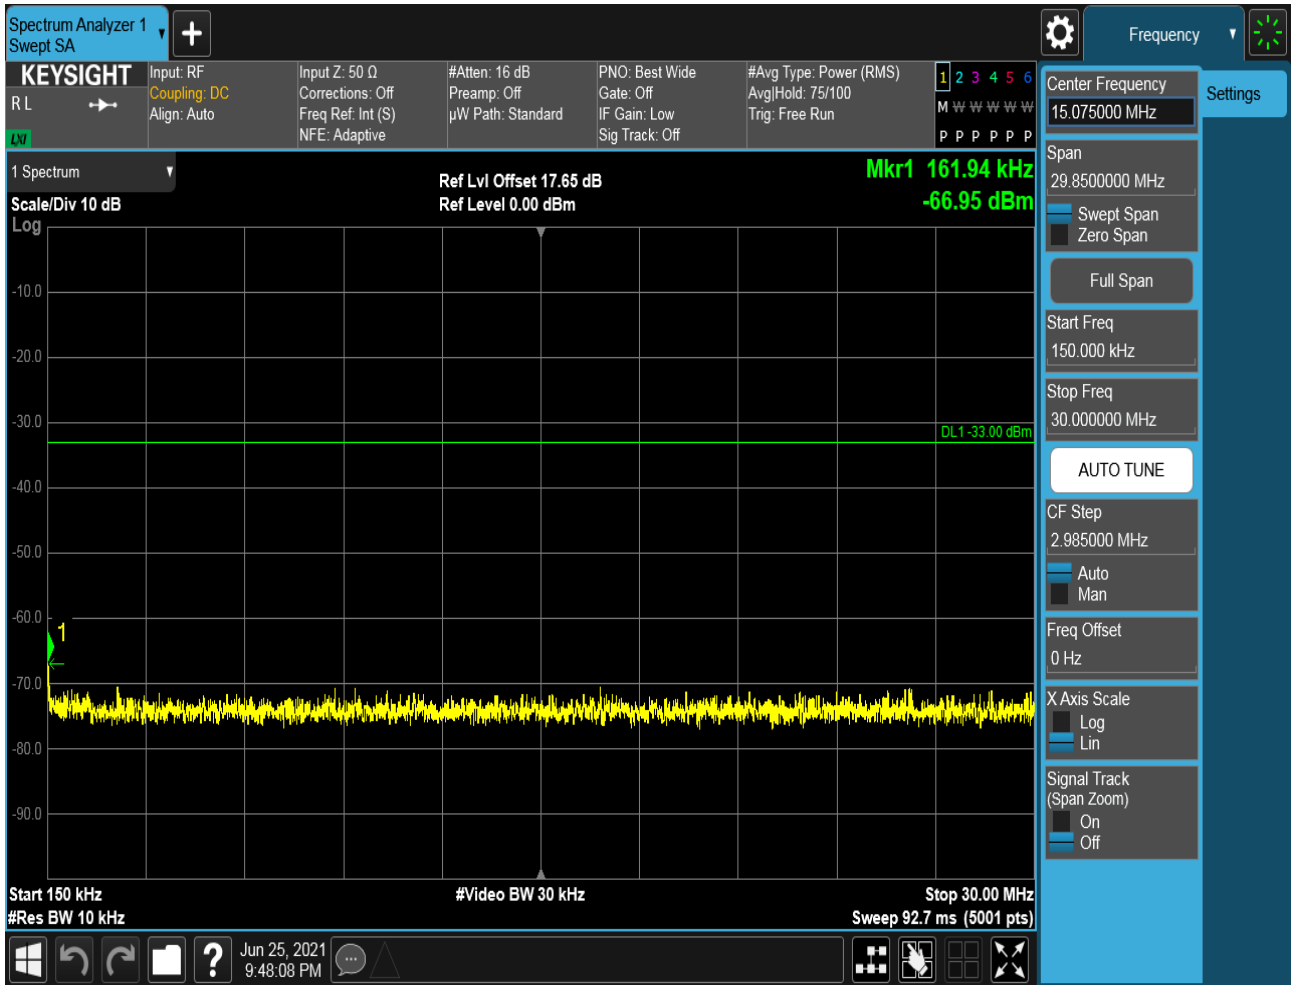 Spectrum Analyzer 1
Swept SA
Frequency
KEYSIGHT
R L
LXI
Input: RF
Coupling: DC
Align: Auto
Input Z: 50 Ω
Corrections: Off
Freq Ref: Int (S)
NFE: Adaptive
#Atten: 16 dB
Preamp: Off
µW Path: Standard
PNO: Best Wide
Gate: Off
IF Gain: Low
Sig Track: Off
#Avg Type: Power (RMS)
Avg|Hold: 75/100
Trig: Free Run
1 2 3 4 5 6
M W W W W W
P P P P P P
1 Spectrum
Scale/Div 10 dB
Log
Ref Lvl Offset 17.65 dB
Ref Level 0.00 dBm
Mkr1 161.94 kHz
-66.95 dBm
-10.0
-20.0
-30.0
DL1 -33.00 dBm
-40.0
-50.0
-60.0
1
-70.0
-80.0
-90.0
Start 150 kHz
#Video BW 30 kHz
Stop 30.00 MHz
#Res BW 10 kHz
Sweep 92.7 ms (5001 pts)
?
Jun 25, 2021
9:48:08 PM
Center Frequency
15.075000 MHz
Settings
Span
29.8500000 MHz
Swept Span
Zero Span
Full Span
Start Freq
150.000 kHz
Stop Freq
30.000000 MHz
AUTO TUNE
CF Step
2.985000 MHz
Auto
Man
Freq Offset
0 Hz
X Axis Scale
Log
Lin
Signal Track
(Span Zoom)
On
Off